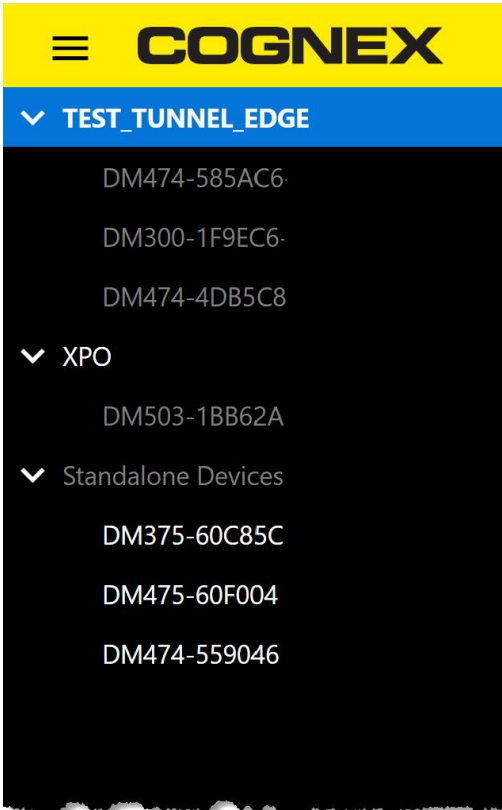 COGNEX
TEST_TUNNEL_EDGE
DM474-585AC6-
DM300-1F9EC6-
DM474-4DB5C8
XPO
DM503-1BB62A
Standalone Devices
DM375-60C85C
DM475-60F004
DM474-559046